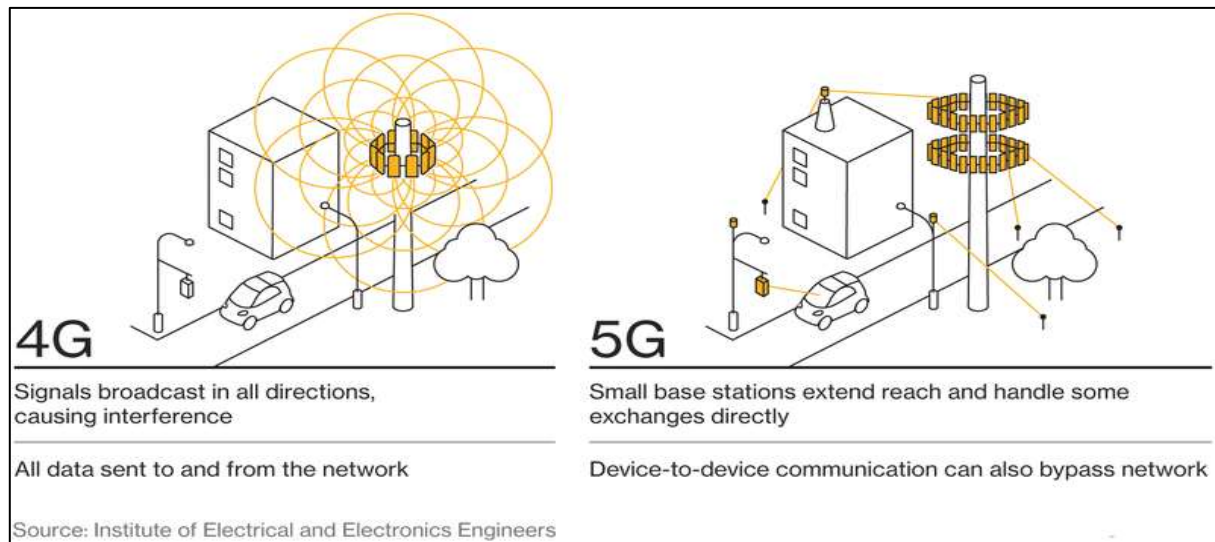 4G
Signals broadcast in all directions,
causing interference
All data sent to and from the network
Source: Institute of Electrical and Electronics Engineers
5G
Small base stations extend reach and handle some
exchanges directly
Device-to-device communication can also bypass network